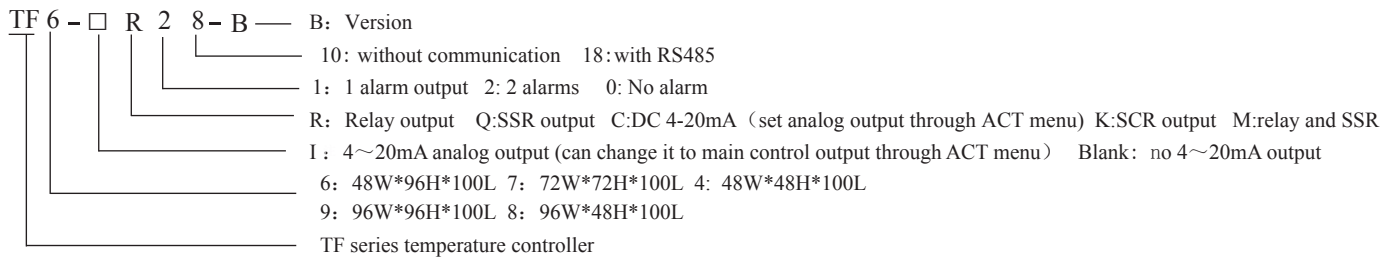 TF 6 - □ R 2 8 - B B：Version
10：without communication 18：with RS485
1：1 alarm output 2: 2 alarms 0: No alarm
R：Relay output Q:SSR output C:DC 4-20mA（set analog output through ACT menu) K:SCR output M:relay and SSR
I：4～20mA analog output (can change it to main control output through ACT menu） Blank：no 4～20mA output
6：48W*96H*100L 7：72W*72H*100L 4: 48W*48H*100L
9：96W*96H*100L 8：96W*48H*100L
TF series temperature controller